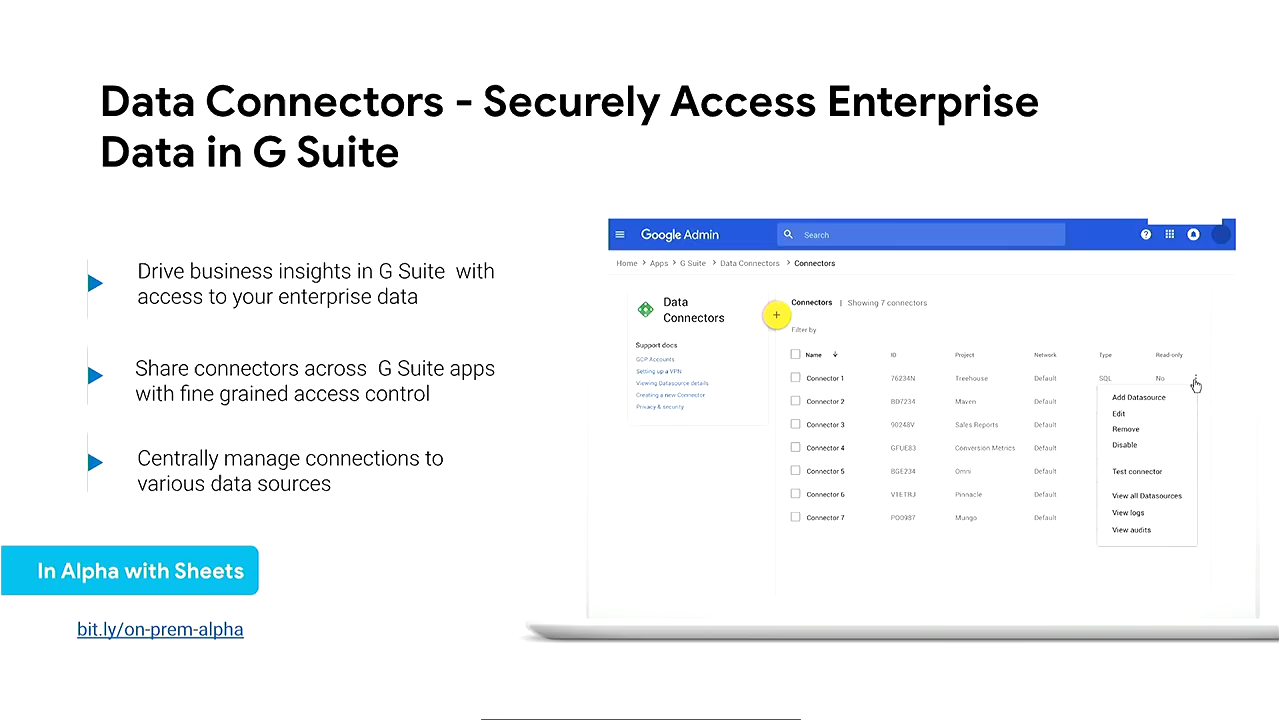 Data Connectors - Securely Access Enterprise
Data in G Suite
Drive business insights in G Suite with
access to your enterprise data
Share connectors across G Suite apps
with fine grained access control
Centrally manage connections to
various data sources
In Alpha with Sheets
bit.ly/on-prem-alpha
Google Admin
Search
Home > Apps > G Suite > Data Connectors > Connectors
Data
Connectors
Support docs
GCP Accounts
Setting up a VPN
Viewing Datasource details
Creating a new Connector
Privacy & security
Connectors | Showing 7 connectors
Filter by
Name ID Project Network Type Read only
Connector 1 76234N Treehouse Default SQL No
Connector 2 BD7234 Maven Default
Connector 3 90248V Sales Reports Default
Connector 4 GFUE83 Conversion Metrics Default
Connector 5 BGE234 Omni Default
Connector 6 Pinnacle Default
Connector 7 PO0987 Mungo Default
Add Datasource
Edit
Remove
Disable
Test connector
View all Datasources
View logs
View audits